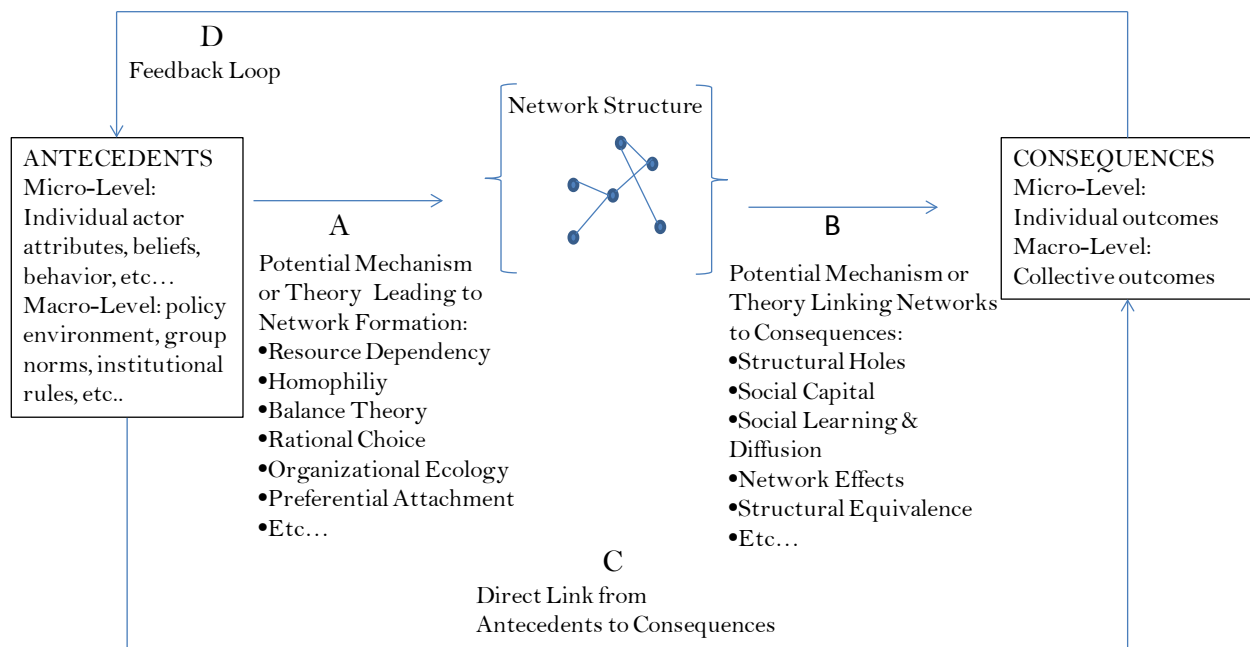 D
Feedback Loop
Network Structure
ANTECEDENTS
Micro-Level:
Individual actor
attributes, beliefs,
behavior, etc…
Macro-Level: policy
environment, group
norms, institutional
rules, etc..
A
Potential Mechanism
or Theory Leading to
Network Formation:
•Resource Dependency
•Homophiliy
•Balance Theory
•Rational Choice
•Organizational Ecology
•Preferential Attachment
•Etc…
B
Potential Mechanism or
Theory Linking Networks
to Consequences:
•Structural Holes
•Social Capital
•Social Learning &
Diffusion
•Network Effects
•Structural Equivalence
•Etc…
CONSEQUENCES
Micro-Level:
Individual outcomes
Macro-Level:
Collective outcomes
C
Direct Link from
Antecedents to Consequences